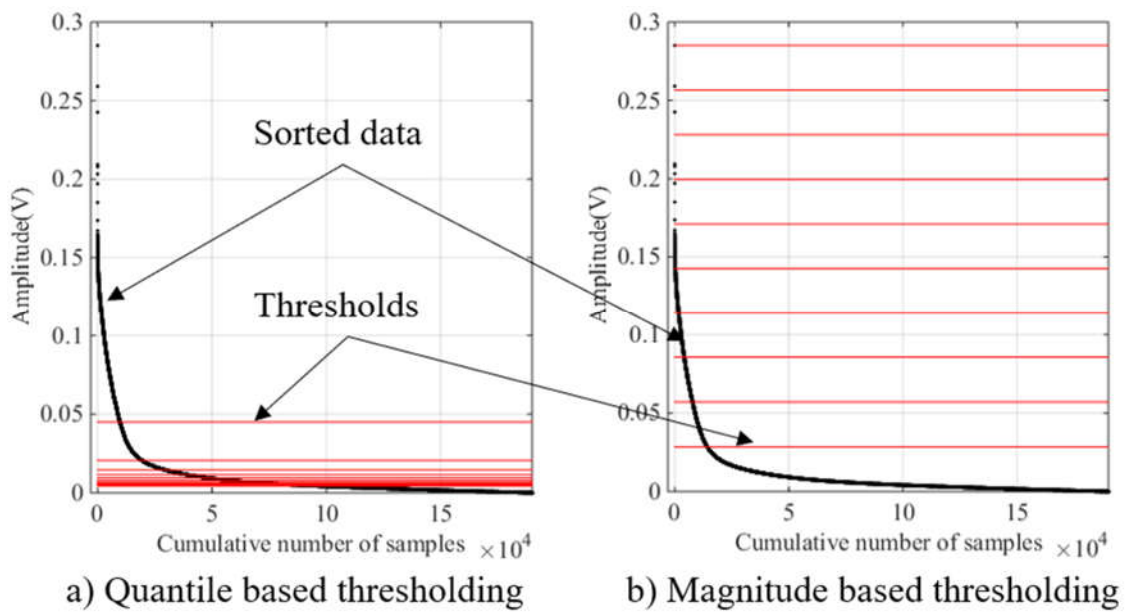 0.3
0.25
0.2
0.15
0.1
0.05
0
Amplitude(V)
Sorted data
Thresholds
0 5 10 15
Cumulative number of samples ×10⁴
a) Quantile based thresholding
0.3
0.25
0.2
0.15
0.1
0.05
0
Amplitude(V)
0 5 10 15
Cumulative number of samples ×10⁴
b) Magnitude based thresholding